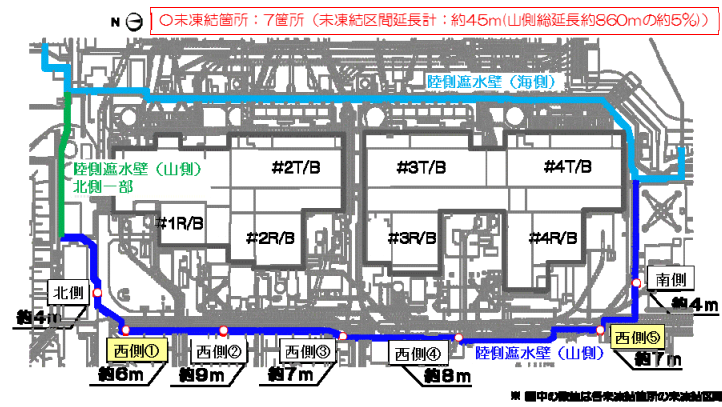 N
○未凍結箇所：7箇所（未凍結区間延長計：約45m(山側総延長約860mの約5%)）
陸側遮水壁（海側）
陸側遮水壁（山側）
北側一部
#2T/B
#3T/B
#4T/B
#1R/B
#2R/B
#3R/B
#4R/B
北側
約4m
南側
約4m
西側①
約6m
西側②
約9m
西側③
約7m
西側④
約8m
陸側遮水壁（山側）
西側⑤
約7m
※ 図中の数値は各未凍結箇所の未凍結区間